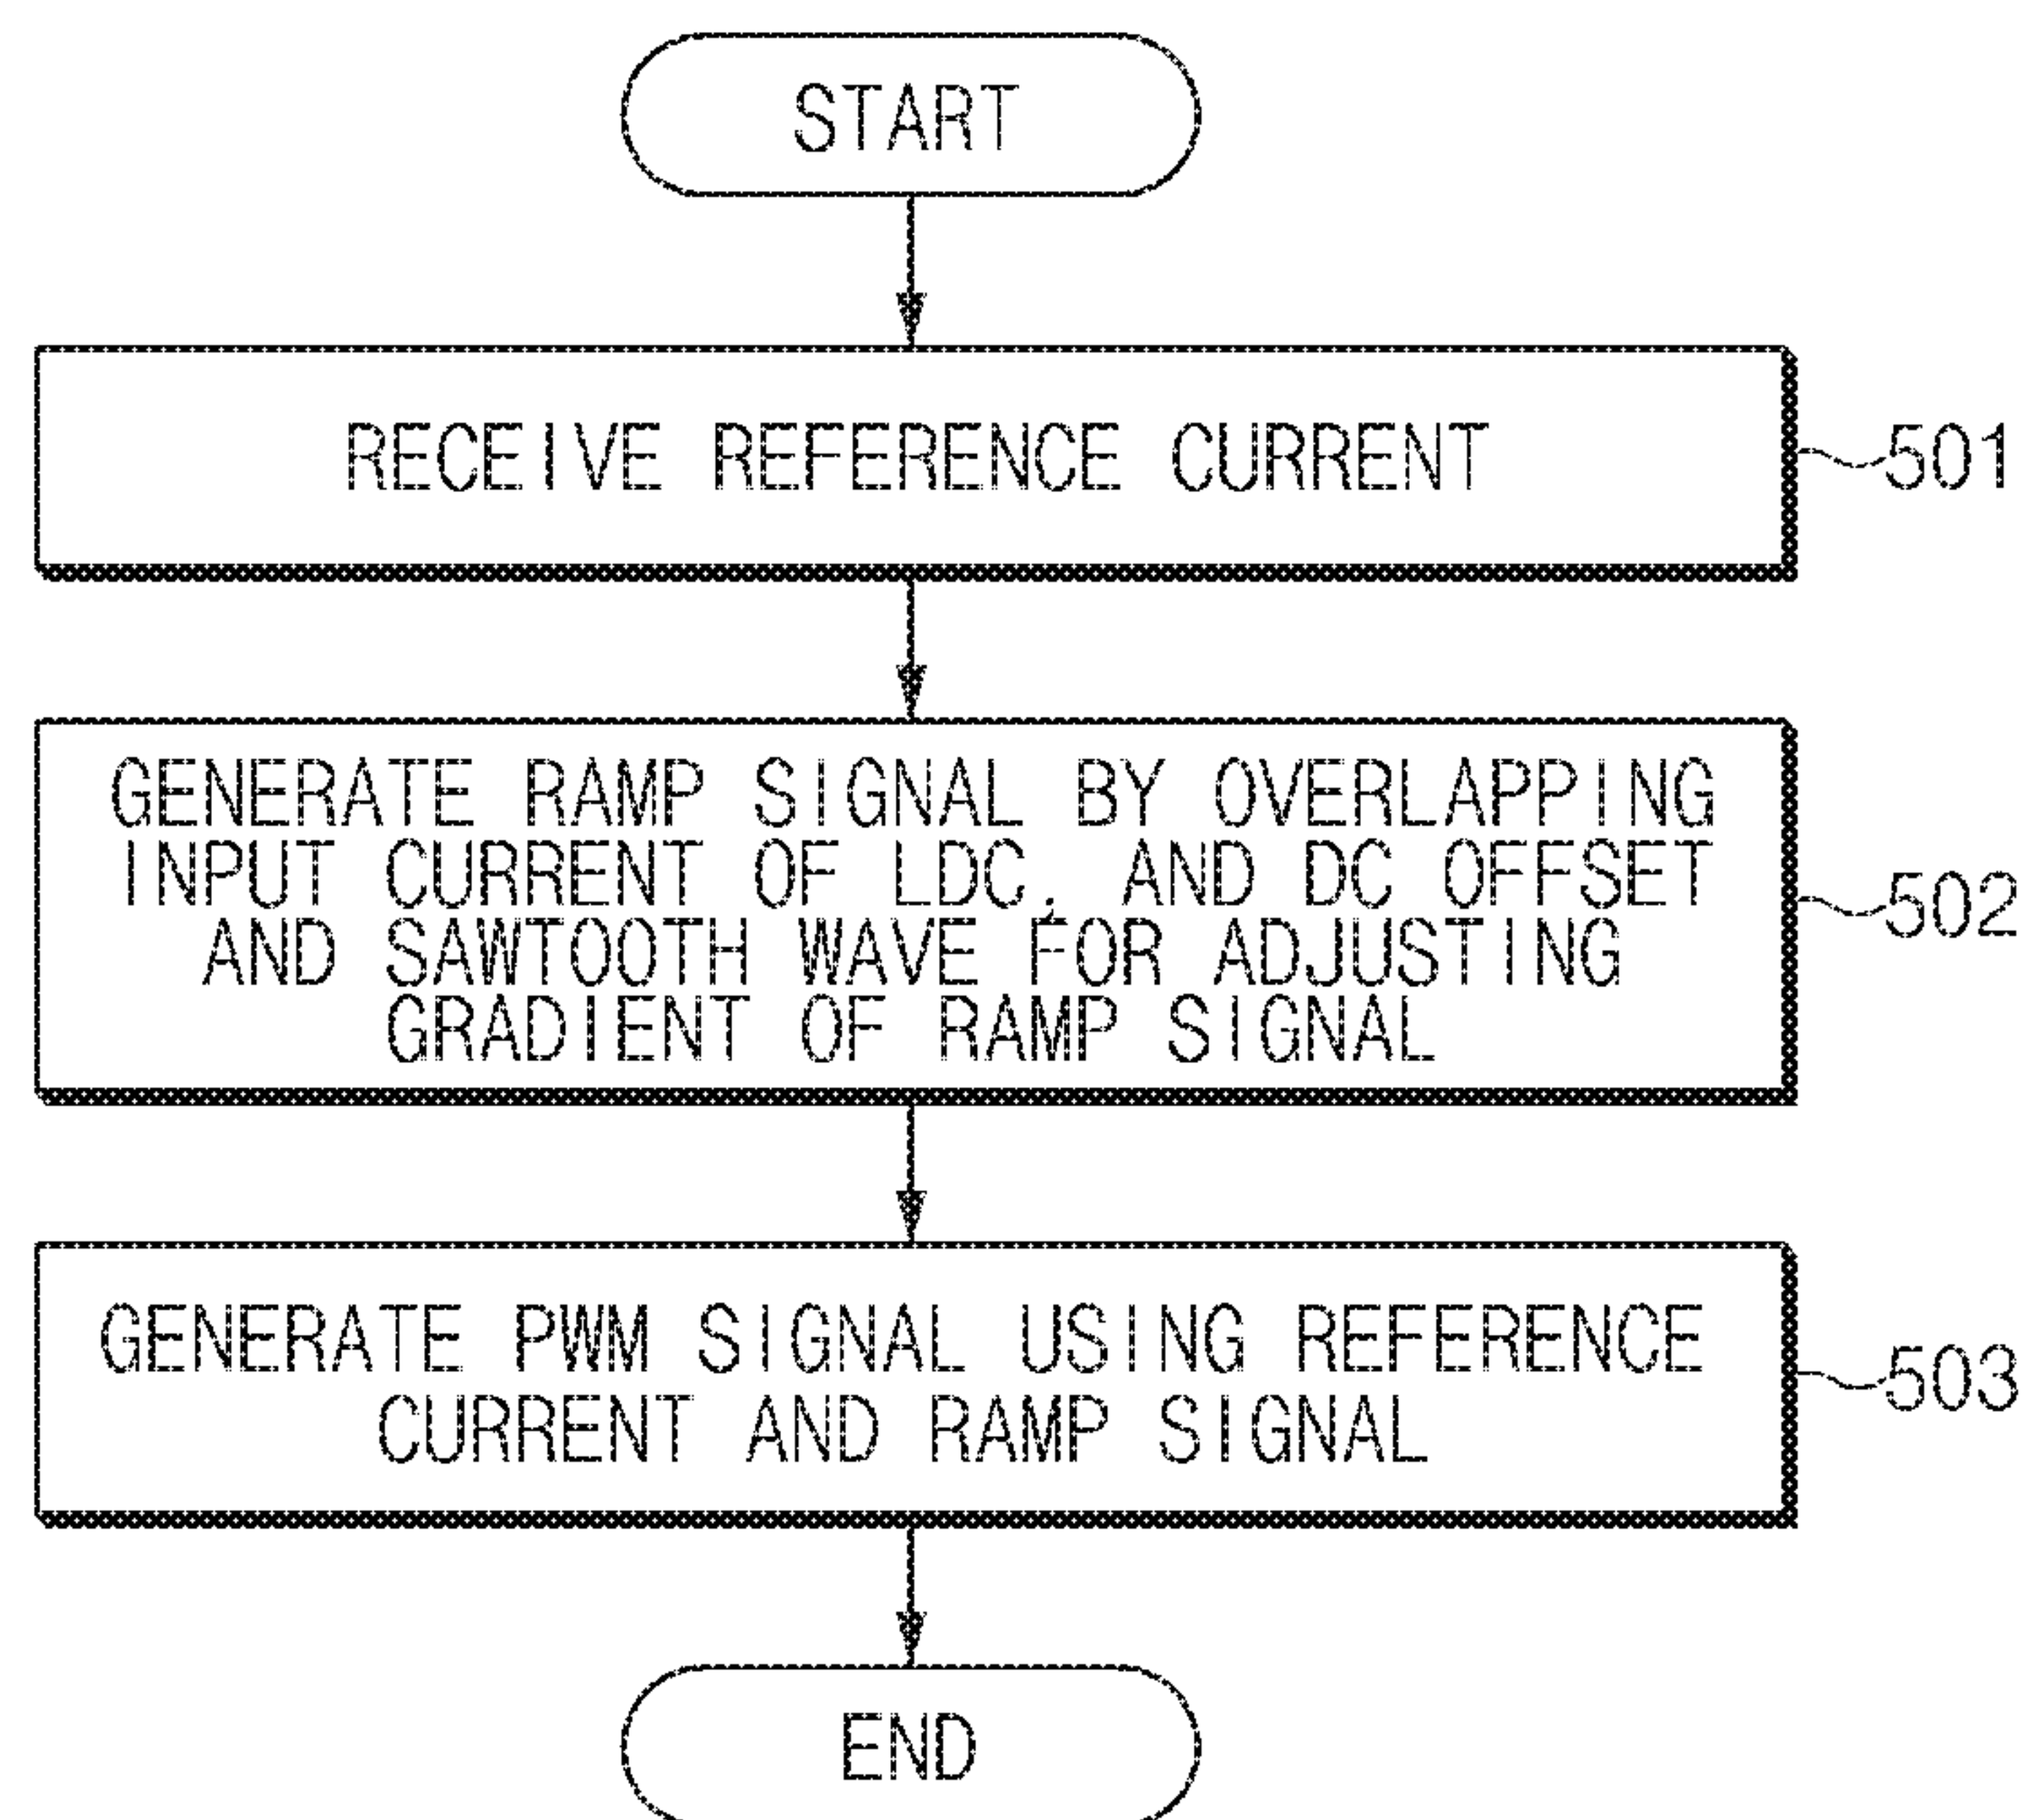 START
RECEIVE REFERENCE CURRENT
501
GENERATE RAMP SIGNAL BY OVERLAPPING
INPUT CURRENT OF LDC, AND DC OFFSET
AND SAWTOOTH WAVE FOR ADJUSTING
GRADIENT OF RAMP SIGNAL
502
GENERATE PWM SIGNAL USING REFERENCE
CURRENT AND RAMP SIGNAL
503
END